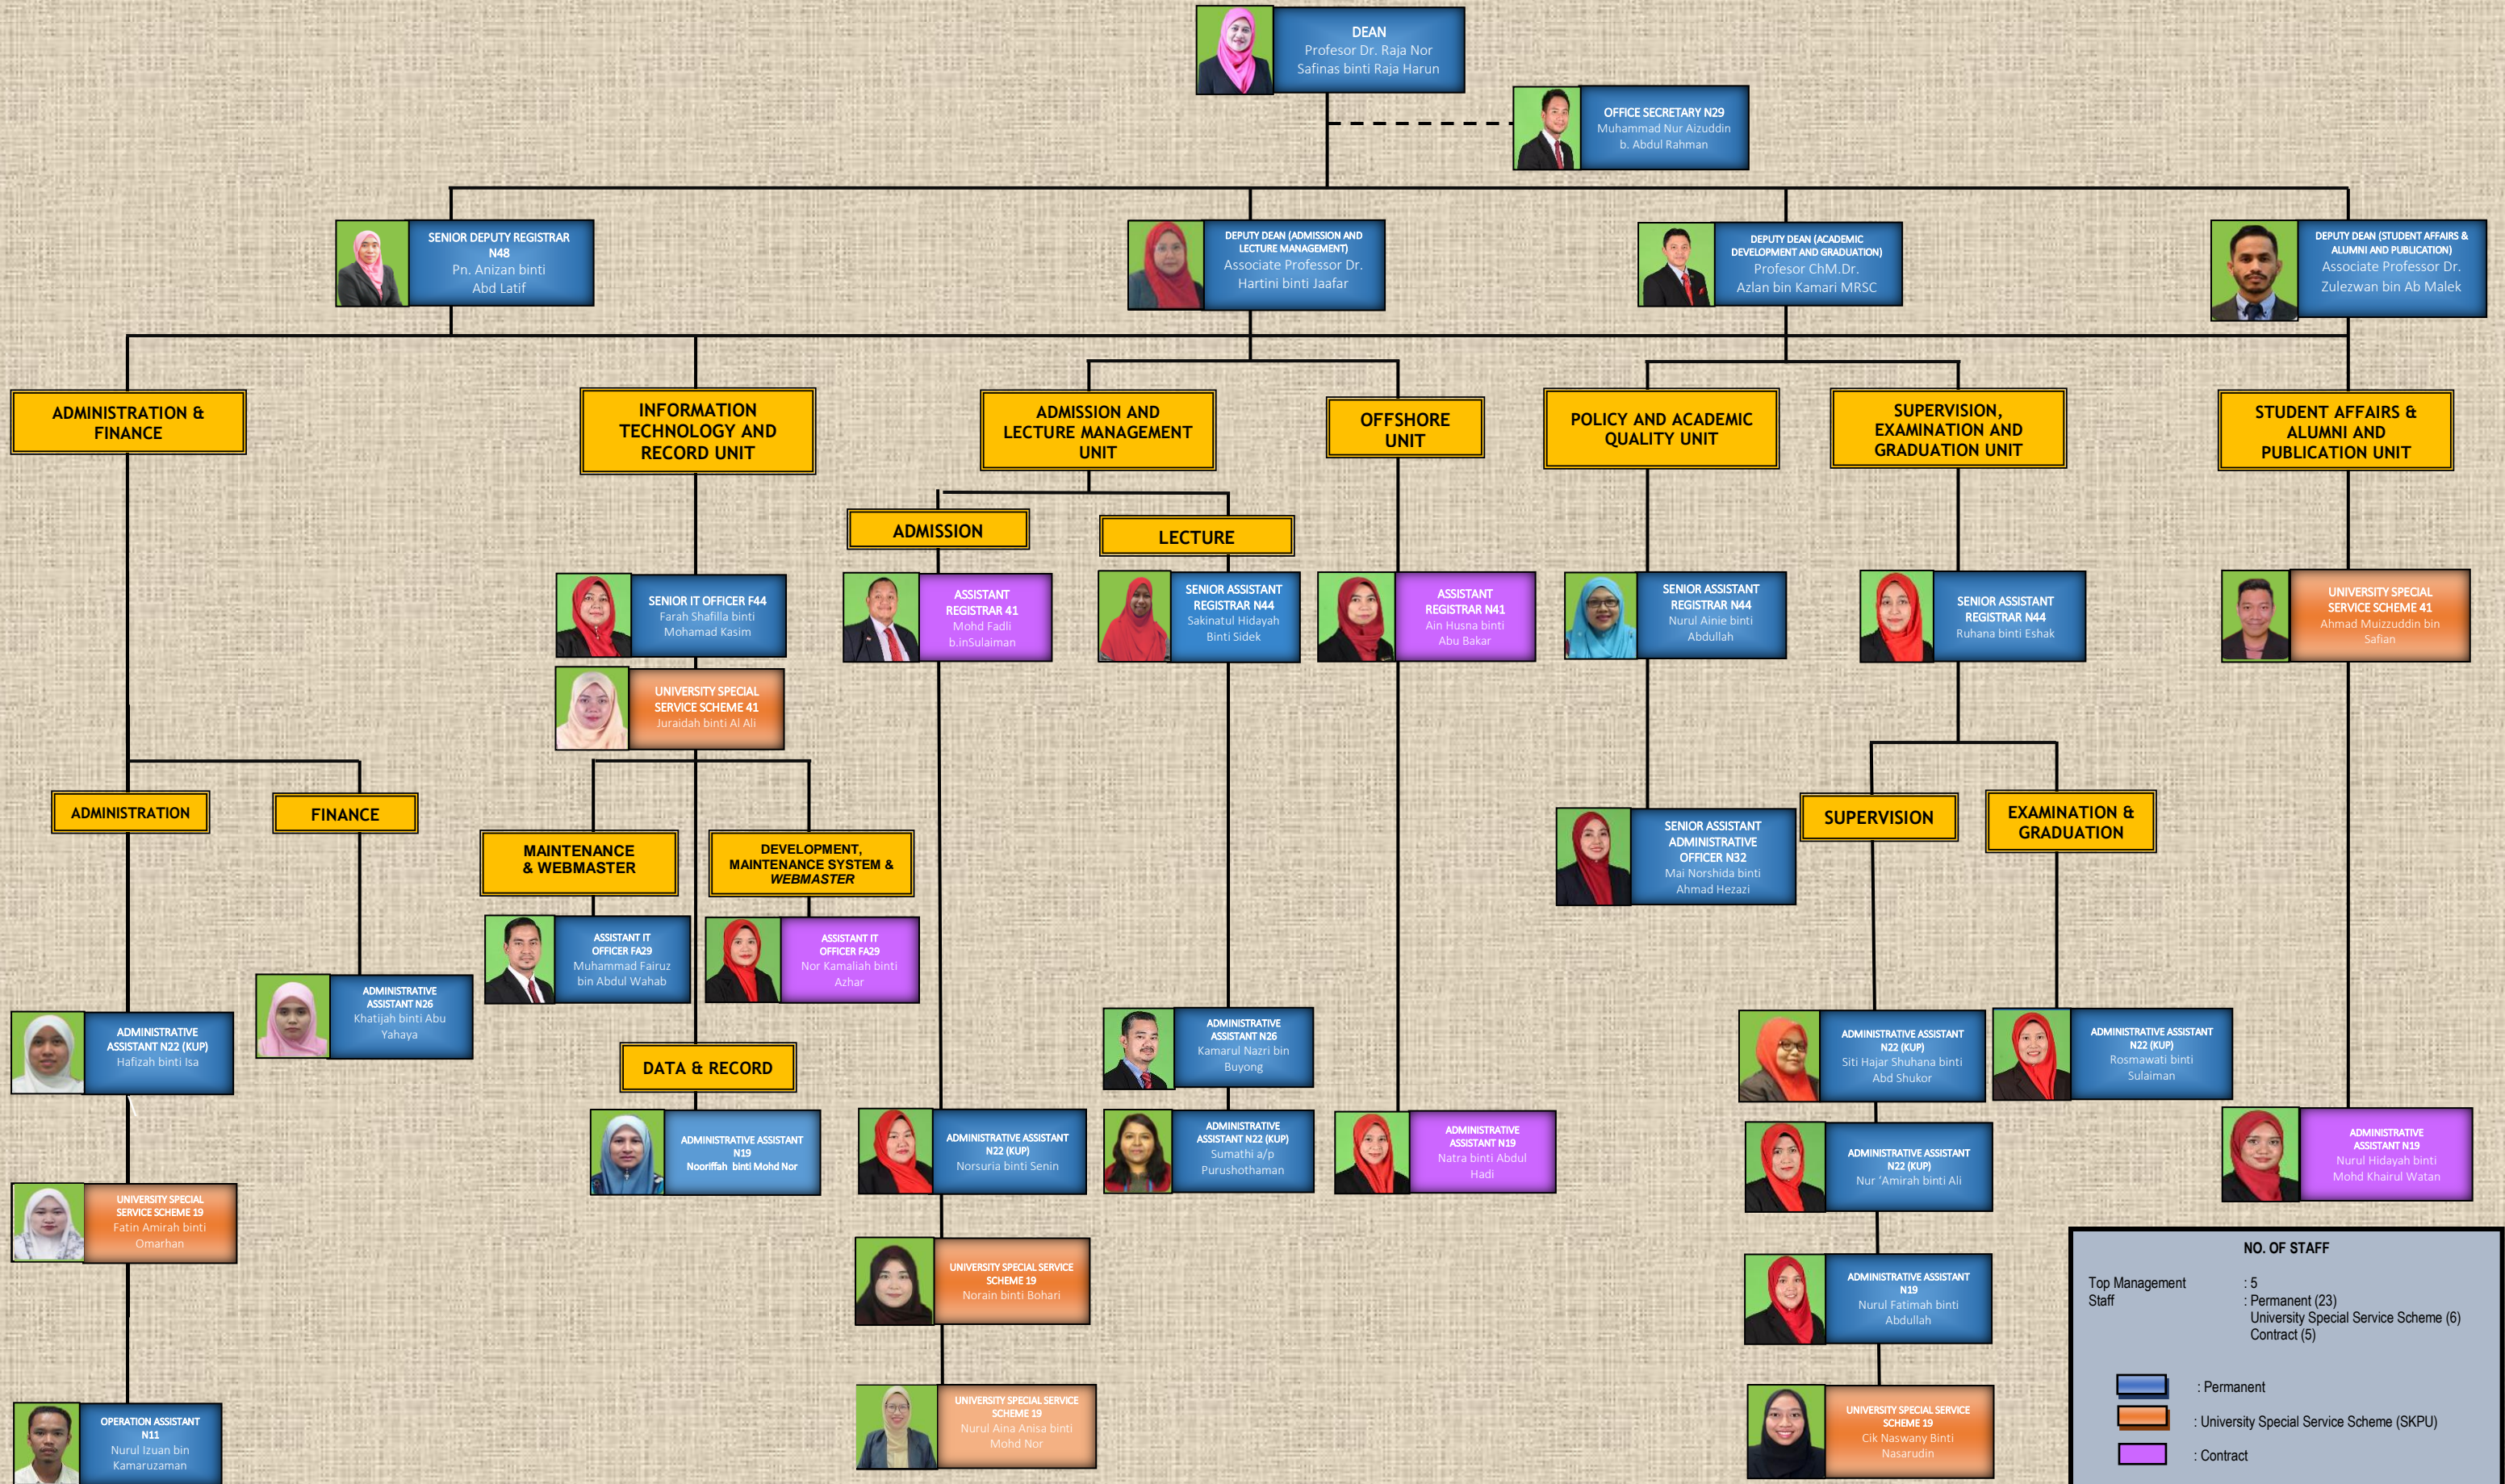 DEAN
Profesor Dr. Raja Nor
Safinas binti Raja Harun
OFFICE SECRETARY N29
Muhammad Nur Aizuddin
b. Abdul Rahman
SENIOR DEPUTY REGISTRAR
N48
Pn. Anizan binti
Abd Latif
DEPUTY DEAN (ADMISSION AND
LECTURE MANAGEMENT)
Associate Professor Dr.
Hartini binti Jaafar
DEPUTY DEAN (ACADEMIC
DEVELOPMENT AND GRADUATION)
Profesor ChM.Dr.
Azlan bin Kamari MRSC
DEPUTY DEAN (STUDENT AFFAIRS &
ALUMNI AND PUBLICATION)
Associate Professor Dr.
Zulezwan bin Ab Malek
ADMINISTRATION &
FINANCE
INFORMATION
TECHNOLOGY AND
RECORD UNIT
ADMISSION AND
LECTURE MANAGEMENT
UNIT
OFFSHORE
UNIT
POLICY AND ACADEMIC
QUALITY UNIT
SUPERVISION,
EXAMINATION AND
GRADUATION UNIT
STUDENT AFFAIRS &
ALUMNI AND
PUBLICATION UNIT
ADMISSION
LECTURE
SENIOR IT OFFICER F44
Farah Shafilla binti
Mohamad Kasim
ASSISTANT
REGISTRAR 41
Mohd Fadli
b.inSulaiman
SENIOR ASSISTANT
REGISTRAR N44
Sakinatul Hidayah
Binti Sidek
ASSISTANT
REGISTRAR N41
Ain Husna binti
Abu Bakar
SENIOR ASSISTANT
REGISTRAR N44
Nurul Ainie binti
Abdullah
SENIOR ASSISTANT
REGISTRAR N44
Ruhana binti Eshak
UNIVERSITY SPECIAL
SERVICE SCHEME 41
Ahmad Muizzuddin bin
Safian
UNIVERSITY SPECIAL
SERVICE SCHEME 41
Juraidah binti Al Ali
ADMINISTRATION
FINANCE
MAINTENANCE
& WEBMASTER
DEVELOPMENT,
MAINTENANCE SYSTEM &
WEBMASTER
SENIOR ASSISTANT
ADMINISTRATIVE
OFFICER N32
Mai Norshida binti
Ahmad Hezazi
SUPERVISION
EXAMINATION &
GRADUATION
ASSISTANT IT
OFFICER FA29
Muhammad Fairuz
bin Abdul Wahab
ASSISTANT IT
OFFICER FA29
Nor Kamaliah binti
Azhar
ADMINISTRATIVE
ASSISTANT N26
Khatijah binti Abu
Yahaya
ADMINISTRATIVE
ASSISTANT N22 (KUP)
Hafizah binti Isa
DATA & RECORD
ADMINISTRATIVE
ASSISTANT N26
Kamarul Nazri bin
Buyong
ADMINISTRATIVE ASSISTANT
N22 (KUP)
Siti Hajar Shuhana binti
Abd Shukor
ADMINISTRATIVE ASSISTANT
N22 (KUP)
Rosmawati binti
Sulaiman
ADMINISTRATIVE ASSISTANT
N19
Nooriffah binti Mohd Nor
ADMINISTRATIVE ASSISTANT
N22 (KUP)
Norsuria binti Senin
ADMINISTRATIVE
ASSISTANT N22 (KUP)
Sumathi a/p
Purushothaman
ADMINISTRATIVE
ASSISTANT N19
Natra binti Abdul
Hadi
ADMINISTRATIVE ASSISTANT
N22 (KUP)
Nur ‘Amirah binti Ali
ADMINISTRATIVE
ASSISTANT N19
Nurul Hidayah binti
Mohd Khairul Watan
UNIVERSITY SPECIAL
SERVICE SCHEME 19
Fatin Amirah binti
Omarhan
UNIVERSITY SPECIAL SERVICE
SCHEME 19
Norain binti Bohari
ADMINISTRATIVE ASSISTANT
N19
Nurul Fatimah binti
Abdullah
OPERATION ASSISTANT
N11
Nurul Izuan bin
Kamaruzaman
UNIVERSITY SPECIAL SERVICE
SCHEME 19
Nurul Aina Anisa binti
Mohd Nor
UNIVERSITY SPECIAL SERVICE
SCHEME 19
Cik Naswany Binti
Nasarudin
NO. OF STAFF
Top Management : 5
Staff : Permanent (23)
University Special Service Scheme (6)
Contract (5)
: Permanent
: University Special Service Scheme (SKPU)
: Contract